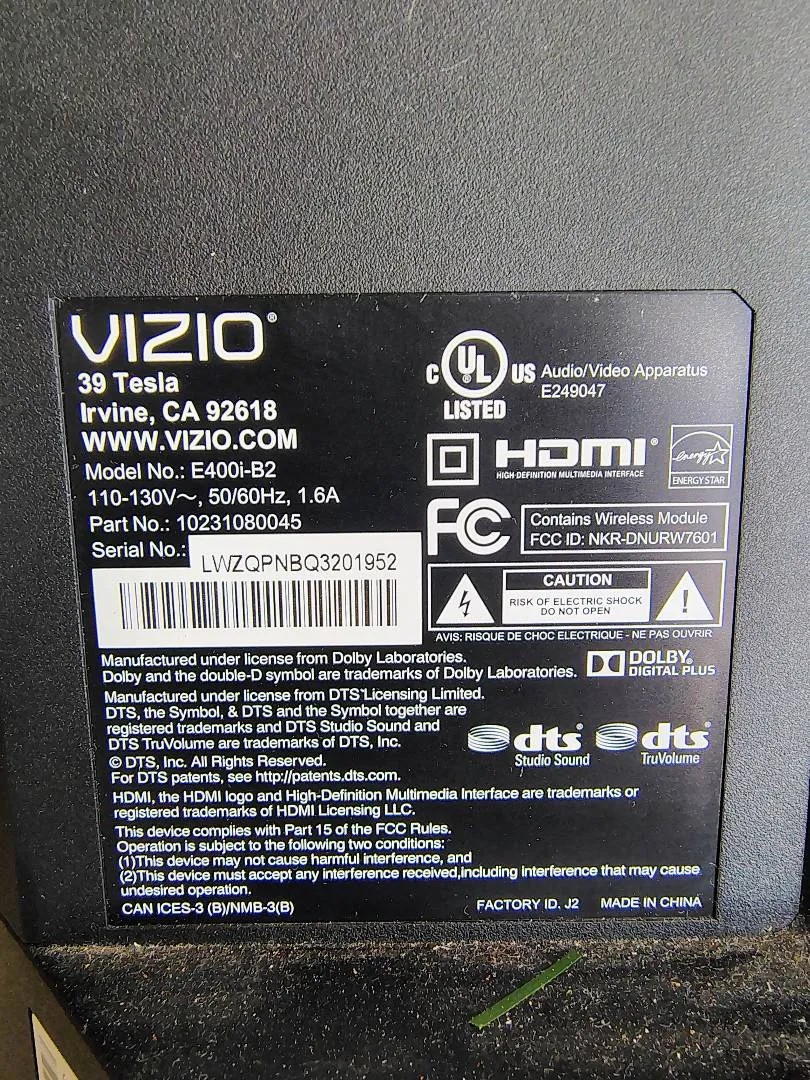 VIZIO®
39 Tesla
Irvine, CA 92618
WWW.VIZIO.COM
Model No.: E400i-B2
110-130V～, 50/60Hz, 1.6A
Part No.: 10231080045
Serial No.:
LWZQPNBQ3201952
C UL® US Audio/Video Apparatus
E249047
LISTED
HDMI®
HIGH-DEFINITION MULTIMEDIA INTERFACE
energy
ENERGY STAR
FC
Contains Wireless Module
FCC ID: NKR-DNURW7601
CAUTION
RISK OF ELECTRIC SHOCK
DO NOT OPEN
AVIS: RISQUE DE CHOC ELECTRIQUE - NE PAS OUVRIR
Manufactured under license from Dolby Laboratories.
Dolby and the double-D symbol are trademarks of Dolby Laboratories.
DOLBY®
DIGITAL PLUS
Manufactured under license from DTS Licensing Limited.
DTS, the Symbol, & DTS and the Symbol together are
registered trademarks and DTS Studio Sound and
DTS TruVolume are trademarks of DTS, Inc.
© DTS, Inc. All Rights Reserved.
For DTS patents, see http://patents.dts.com.
dts®
Studio Sound
dts®
TruVolume
HDMI, the HDMI logo and High-Definition Multimedia Interface are trademarks or
registered trademarks of HDMI Licensing LLC.
This device complies with Part 15 of the FCC Rules.
Operation is subject to the following two conditions:
(1)This device may not cause harmful interference, and
(2)This device must accept any interference received,including interference that may cause
undesired operation.
CAN ICES-3 (B)/NMB-3(B)
FACTORY ID. J2 MADE IN CHINA